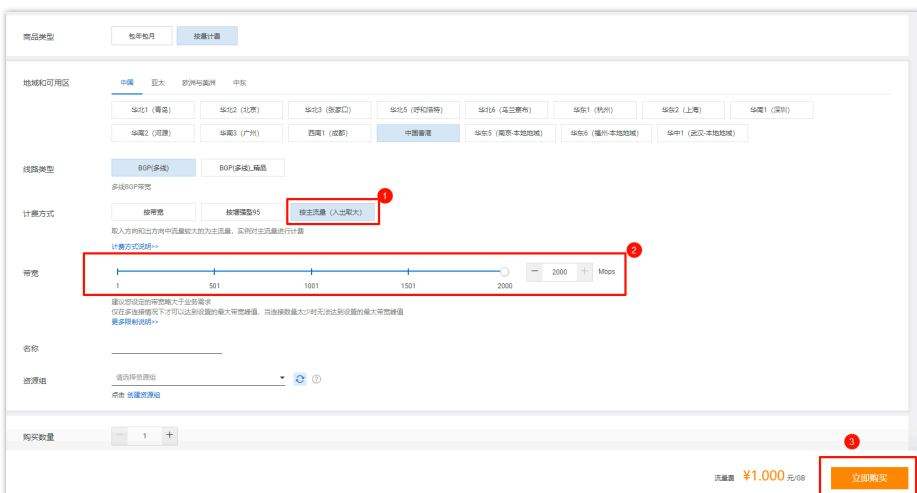 商品类型 包年包月 按量计费
地域和可用区 中国 亚太 欧洲与美洲 中东
华北1（青岛） 华北2（北京） 华北3（张家口） 华北5（呼和浩特） 华北6（乌兰察布） 华东1（杭州） 华东2（上海） 华南1（深圳）
华南2（河源） 华南3（广州） 西南1（成都） 中国香港 华东5（南京-本地地域） 华东6（福州-本地地域） 华中1（武汉-本地地域）
线路类型 BGP(多线) BGP(多线)_精品
多线BGP带宽
1
计费方式 按带宽 按增强型95 按主流量（入出取大）
取入方向和出方向中流量较大的为主流量，实例对主流量进行计费
计费方式说明>>
2
带宽 2000 Mbps
1 501 1001 1501 2000
建议您设定的带宽略大于业务需求
仅在多连接情况下才可以达到设置的最大带宽峰值，当连接数量太少时无法达到设置的最大带宽峰值
更多限制说明>>
名称
资源组 请选择资源组
点击 创建资源组
购买数量 1
3
流量费 ¥1.000 元/GB 立即购买